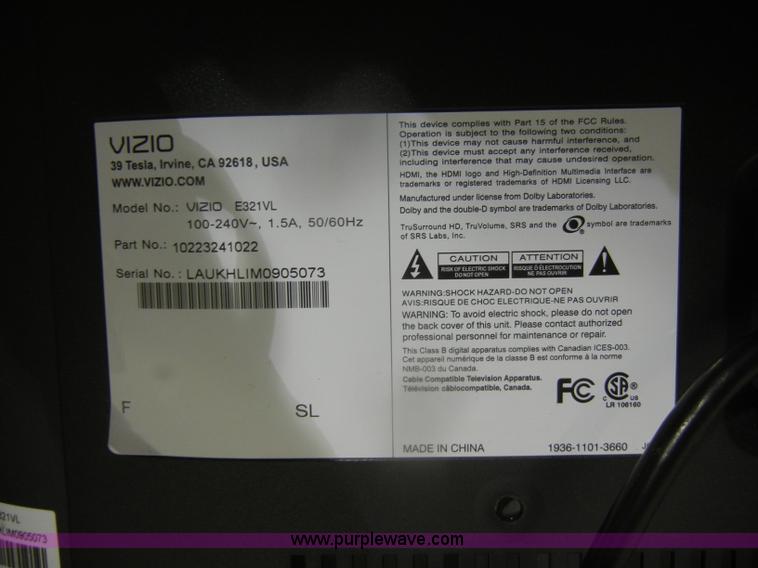 VIZIO
39 Tesla, Irvine, CA 92618, USA
WWW.VIZIO.COM
Model No.: VIZIO E321VL
100-240V~, 1.5A, 50/60Hz
Part No.: 10223241022
Serial No.: LAUKHLIM0905073
F SL
This device complies with Part 15 of the FCC Rules.
Operation is subject to the following two conditions:
(1)This device may not cause harmful interference, and
(2)This device must accept any interference received,
including interference that may cause undesired operation.
HDMI, the HDMI logo and High-Definition Multimedia Interface are
trademarks or registered trademarks of HDMI Licensing LLC.
Manufactured under license from Dolby Laboratories.
Dolby and the double-D symbol are trademarks of Dolby Laboratories.
TruSurround HD, TruVolume, SRS and the symbol are trademarks
of SRS Labs, Inc.
CAUTION ATTENTION
RISK OF ELECTRIC SHOCK RISQUE D ÉLECTROCUTION
DO NOT OPEN NE PAS OUVRIR
WARNING:SHOCK HAZARD-DO NOT OPEN
AVIS:RISQUE DE CHOC ELECTRIQUE-NE PAS OUVRIR
WARNING: To avoid electric shock, please do not open
the back cover of this unit. Please contact authorized
professional personnel for maintenance or repair.
This Class B digital apparatus complies with Canadian ICES-003.
Cet appareil numérique de la classe B est conforme à la norme
NMB-003 du Canada.
Cable Compatible Television Apparatus.
Télévision câblocompatible, Canada.
FC SA ®
C US
LR 106160
MADE IN CHINA 1936-1101-3660
321VL
HLIM0905073
www.purplewave.com